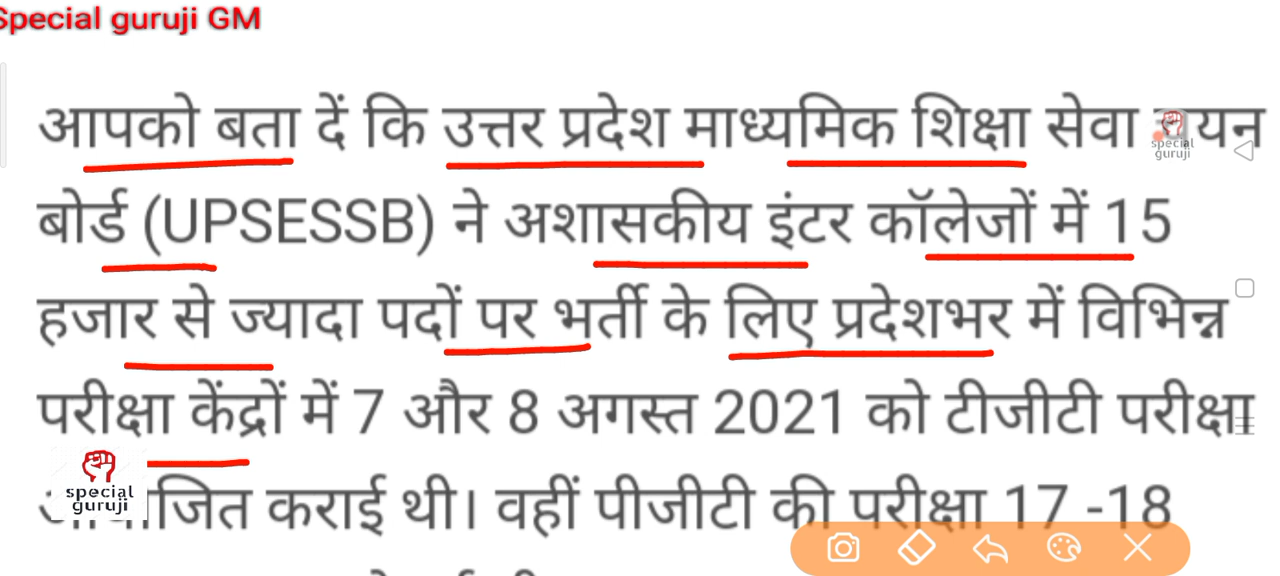 Special guruji GM
आपको बता दें कि उत्तर प्रदेश माध्यमिक शिक्षा सेवा
special
guruji
बोर्ड (UPSESSB) ने अशासकीय इंटर कॉलेजों में 15
हजार से ज्यादा पदों पर भर्ती के लिए प्रदेशभर में विभिन्न
परीक्षा केंद्रों में 7 और 8 अगस्त 2021 को टीजीटी परीक्षा
special
guruji
कराई थी। वहीं पीजीटी की परीक्षा 17 -18